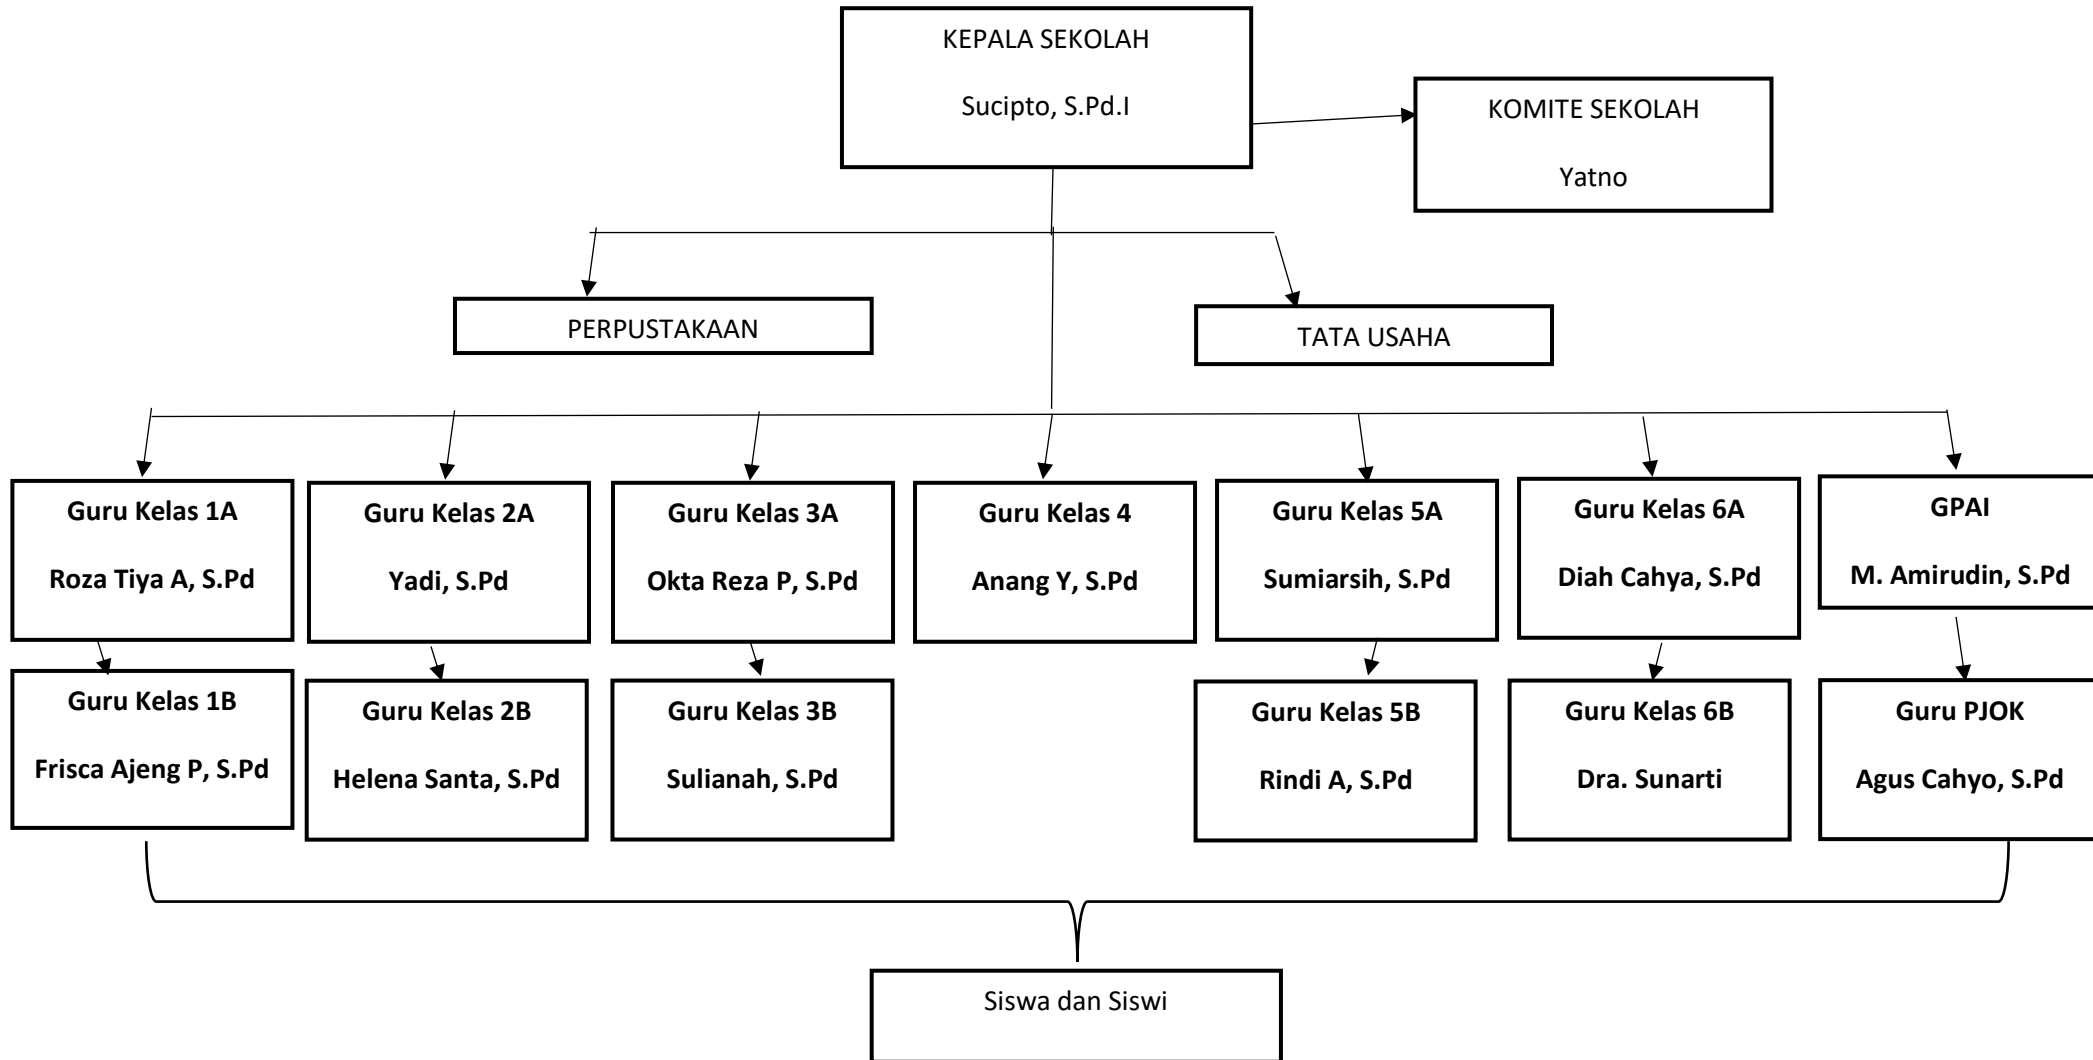 KEPALA SEKOLAH
Sucipto, S.Pd.I
KOMITE SEKOLAH
Yatno
PERPUSTAKAAN
TATA USAHA
Guru Kelas 1A
Roza Tiya A, S.Pd
Guru Kelas 2A
Yadi, S.Pd
Guru Kelas 3A
Okta Reza P, S.Pd
Guru Kelas 4
Anang Y, S.Pd
Guru Kelas 5A
Sumiarsih, S.Pd
Guru Kelas 6A
Diah Cahya, S.Pd
GPAI
M. Amirudin, S.Pd
Guru Kelas 1B
Frisca Ajeng P, S.Pd
Guru Kelas 2B
Helena Santa, S.Pd
Guru Kelas 3B
Sulianah, S.Pd
Guru Kelas 5B
Rindi A, S.Pd
Guru Kelas 6B
Dra. Sunarti
Guru PJOK
Agus Cahyo, S.Pd
Siswa dan Siswi